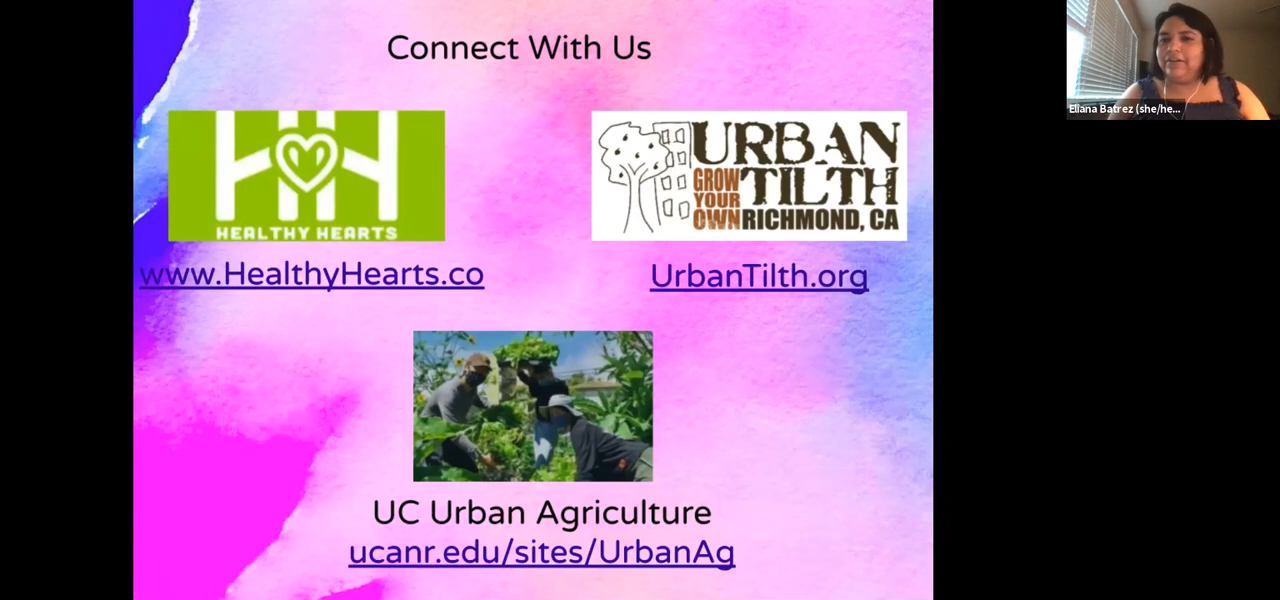 Connect With Us
HEALTHY HEARTS
URBAN
GROW
YOUR
OWN
TILTH
RICHMOND, CA
www.HealthyHearts.co
UrbanTilth.org
UC Urban Agriculture
ucanr.edu/sites/UrbanAg
Eliana Batrez (she/he...